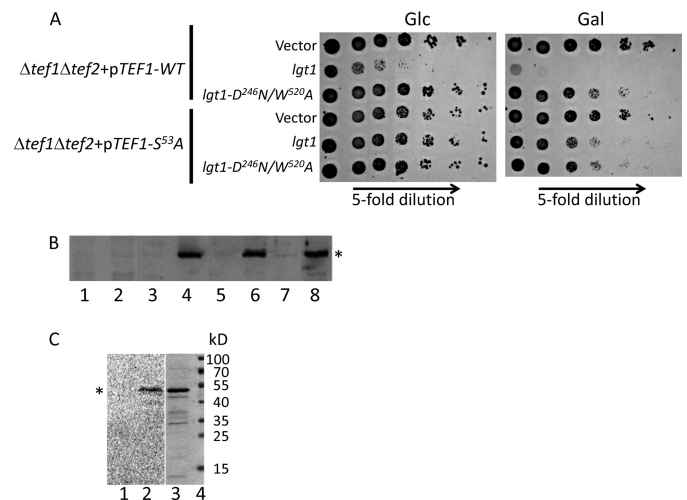 A
Glc
Gal
Δtef1Δtef2+pTEF1-WT
Vector
lgt1
lgt1-D²⁴⁶N/W⁵²⁰A
Δtef1Δtef2+pTEF1-S⁵³A
Vector
lgt1
lgt1-D²⁴⁶N/W⁵²⁰A
5-fold dilution
5-fold dilution
B
*
1 2 3 4 5 6 7 8
C
kD
100
70
55
*
40
35
25
15
1 2 3 4